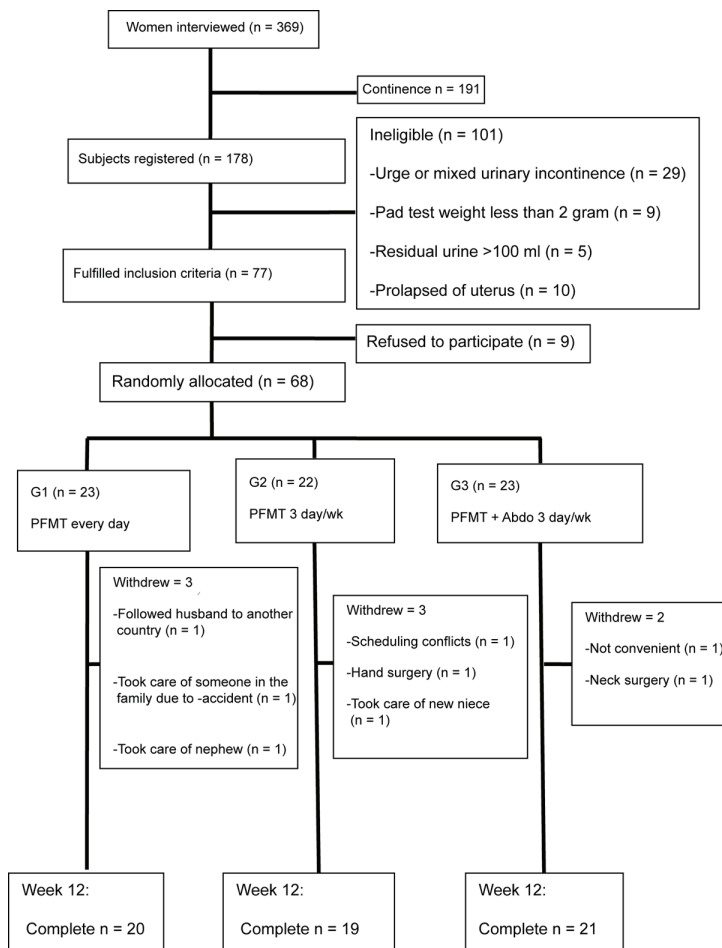 Women interviewed (n = 369)
Continence n = 191
Subjects registered (n = 178)
Ineligible (n = 101)
-Urge or mixed urinary incontinence (n = 29)
-Pad test weight less than 2 gram (n = 9)
-Residual urine >100 ml (n = 5)
-Prolapsed of uterus (n = 10)
Fulfilled inclusion criteria (n = 77)
Refused to participate (n = 9)
Randomly allocated (n = 68)
G1 (n = 23)
PFMT every day
G2 (n = 22)
PFMT 3 day/wk
G3 (n = 23)
PFMT + Abdo 3 day/wk
Withdrew = 3
-Followed husband to another
country (n = 1)
-Took care of someone in the
family due to -accident (n = 1)
-Took care of nephew (n = 1)
Withdrew = 3
-Scheduling conflicts (n = 1)
-Hand surgery (n = 1)
-Took care of new niece
(n = 1)
Withdrew = 2
-Not convenient (n = 1)
-Neck surgery (n = 1)
Week 12:
Complete n = 20
Week 12:
Complete n = 19
Week 12:
Complete n = 21